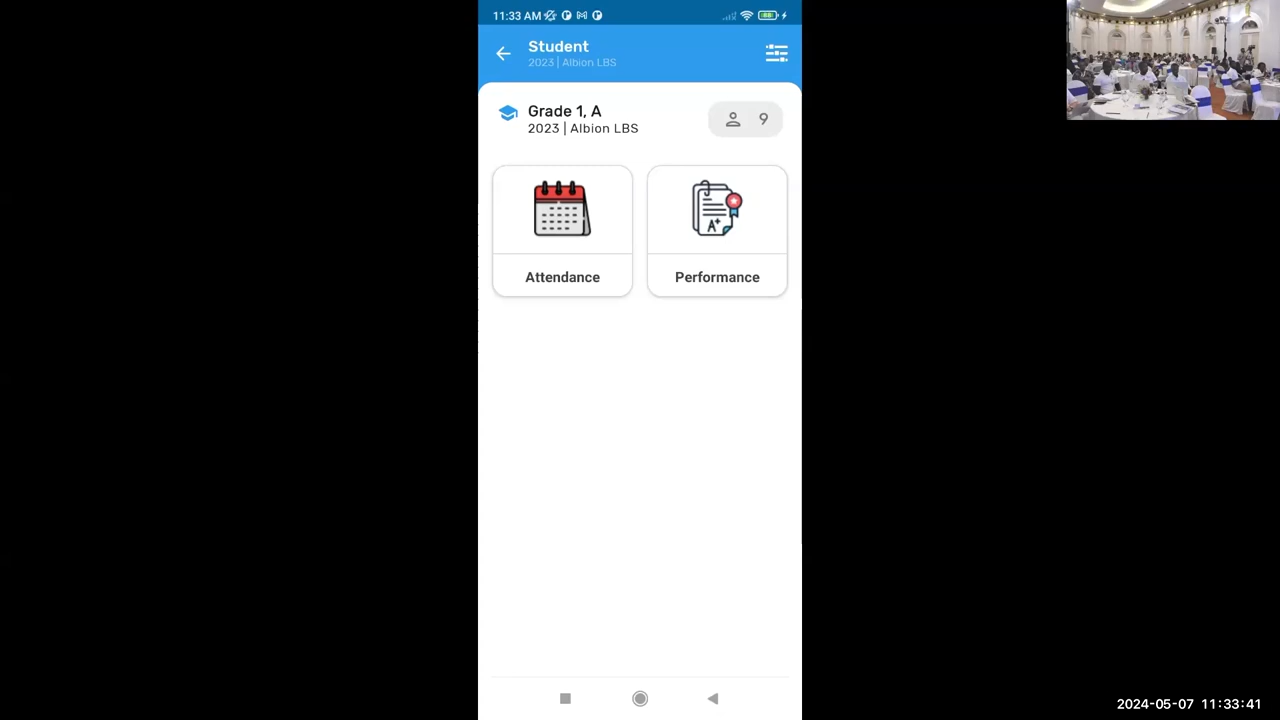 11:33 AM
Student
2023 | Albion LBS
Grade 1, A
2023 | Albion LBS
9
A+
Attendance
Performance
2024-05-07 11:33:41